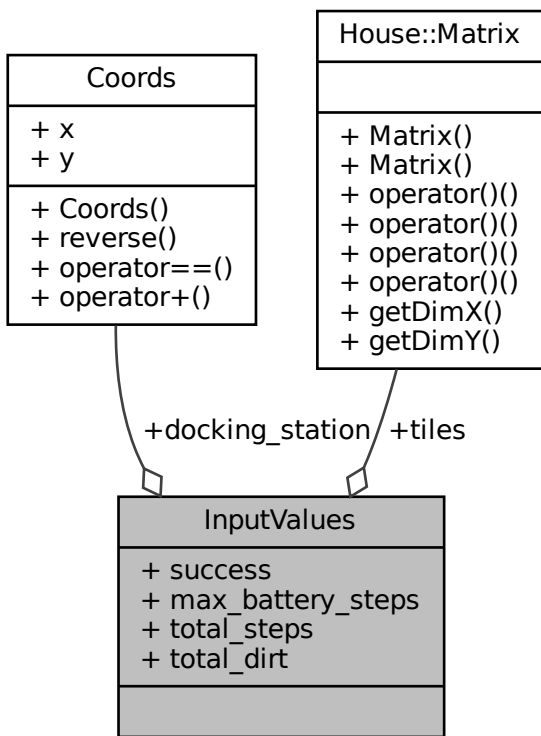 House::Matrix
+ Matrix()
+ Matrix()
+ operator()()
+ operator()()
+ operator()()
+ operator()()
+ getDimX()
+ getDimY()
Coords
+ x
+ y
+ Coords()
+ reverse()
+ operator==()
+ operator+()
+docking_station
+tiles
InputValues
+ success
+ max_battery_steps
+ total_steps
+ total_dirt